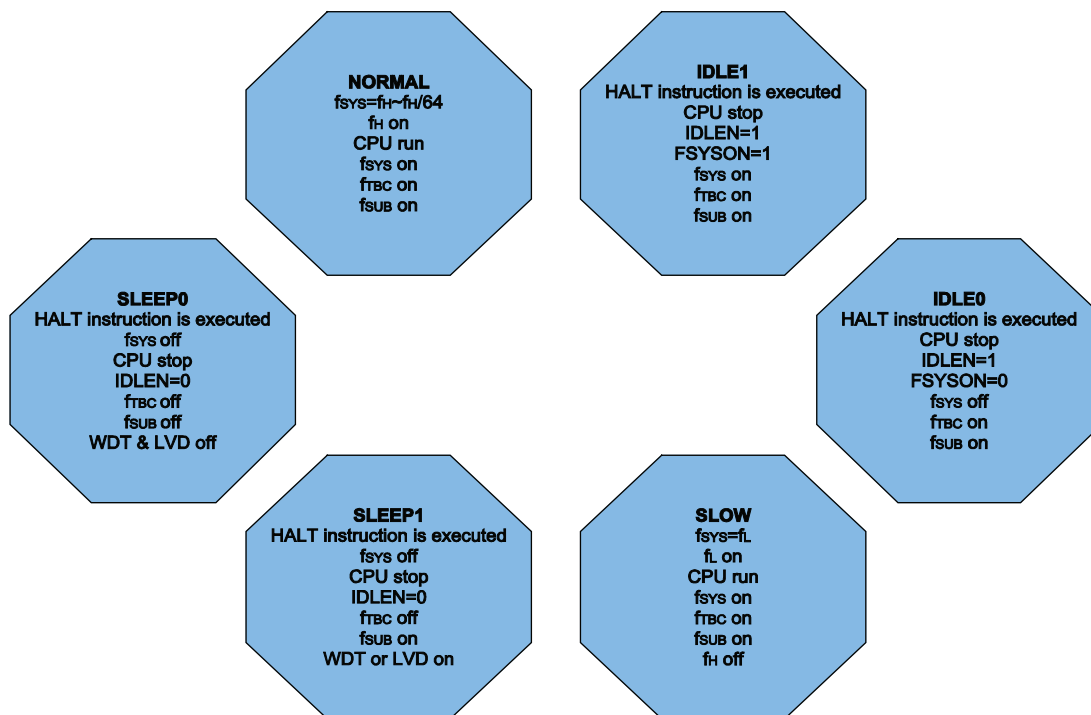 NORMAL
fSYS=fH~fH/64
fH on
CPU run
fSYS on
fTBC on
fSUB on
IDLE1
HALT instruction is executed
CPU stop
IDLEN=1
FSYSON=1
fSYS on
fTBC on
fSUB on
SLEEP0
HALT instruction is executed
fSYS off
CPU stop
IDLEN=0
fTBC off
fSUB off
WDT & LVD off
IDLE0
HALT instruction is executed
CPU stop
IDLEN=1
FSYSON=0
fSYS off
fTBC on
fSUB on
SLEEP1
HALT instruction is executed
fSYS off
CPU stop
IDLEN=0
fTBC off
fSUB on
WDT or LVD on
SLOW
fSYS=fL
fL on
CPU run
fSYS on
fTBC on
fSUB on
fH off